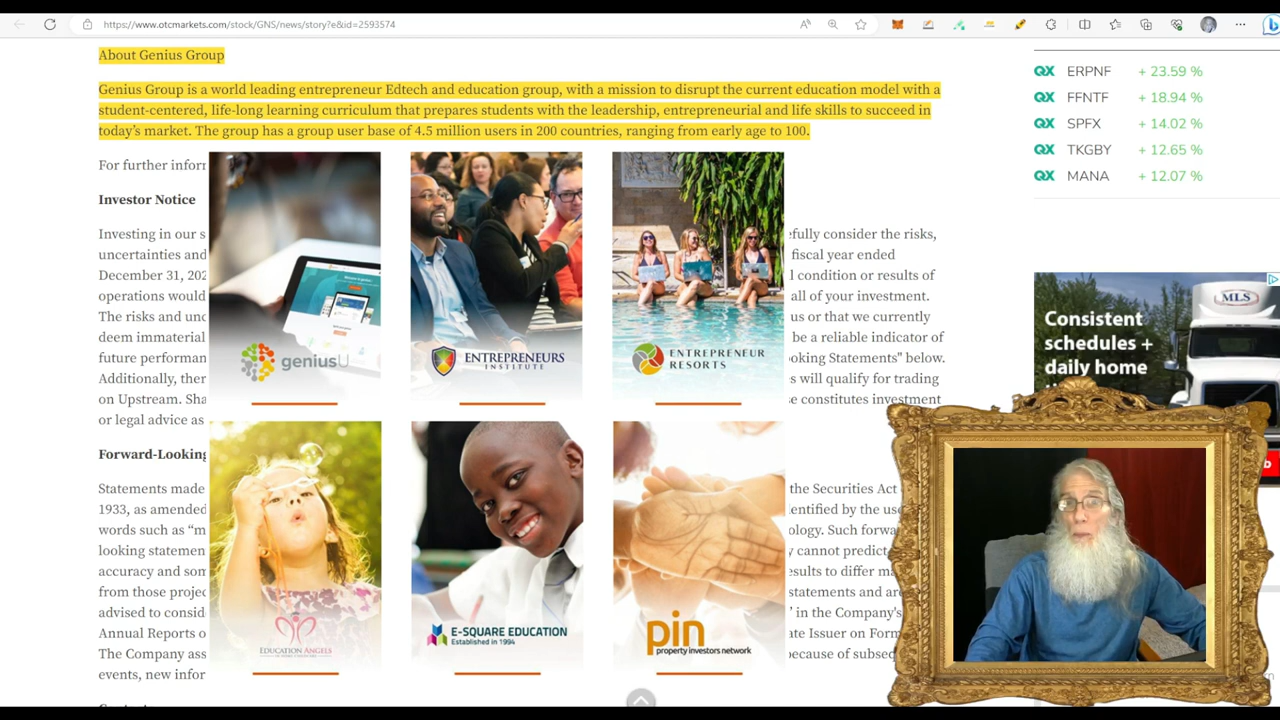 https://www.otcmarkets.com/stock/GNS/news/story?e&id=2593574
About Genius Group
Genius Group is a world leading entrepreneur Edtech and education group, with a mission to disrupt the current education model with a
student-centered, life-long learning curriculum that prepares students with the leadership, entrepreneurial and life skills to succeed in
today's market. The group has a group user base of 4.5 million users in 200 countries, ranging from early age to 100.
For further inforr
Investor Notice
Investing in our s
efully consider the risks,
uncertainties and
fiscal year ended
December 31, 202
l condition or results of
operations would
all of your investment.
The risks and unc
us or that we currently
deem immaterial
be a reliable indicator of
future performan
ooking Statements" below.
Additionally, ther
es will qualify for trading
on Upstream. Sha
se constitutes investment
or legal advice as
geniusU
ENTREPRENEURS
INSTITUTE
ENTREPRENEUR
RESORTS
Forward-Looking
Statements made
the Securities Act
1933, as amended
entified by the use
words such as “m
ology. Such forwa
looking statemen
y cannot predict
accuracy and som
esults to differ ma
from those projec
statements and are
advised to consid
' in the Company's
Annual Reports o
ate Issuer on Form
The Company ass
because of subseq
events, new infor
EDUCATION ANGELS
E-SQUARE EDUCATION
Established in 1994
pin
property investors network
QX ERPNF + 23.59 %
QX FFNTF + 18.94 %
QX SPFX + 14.02 %
QX TKGBY + 12.65 %
QX MANA + 12.07 %
MLS
Consistent
schedules +
daily home